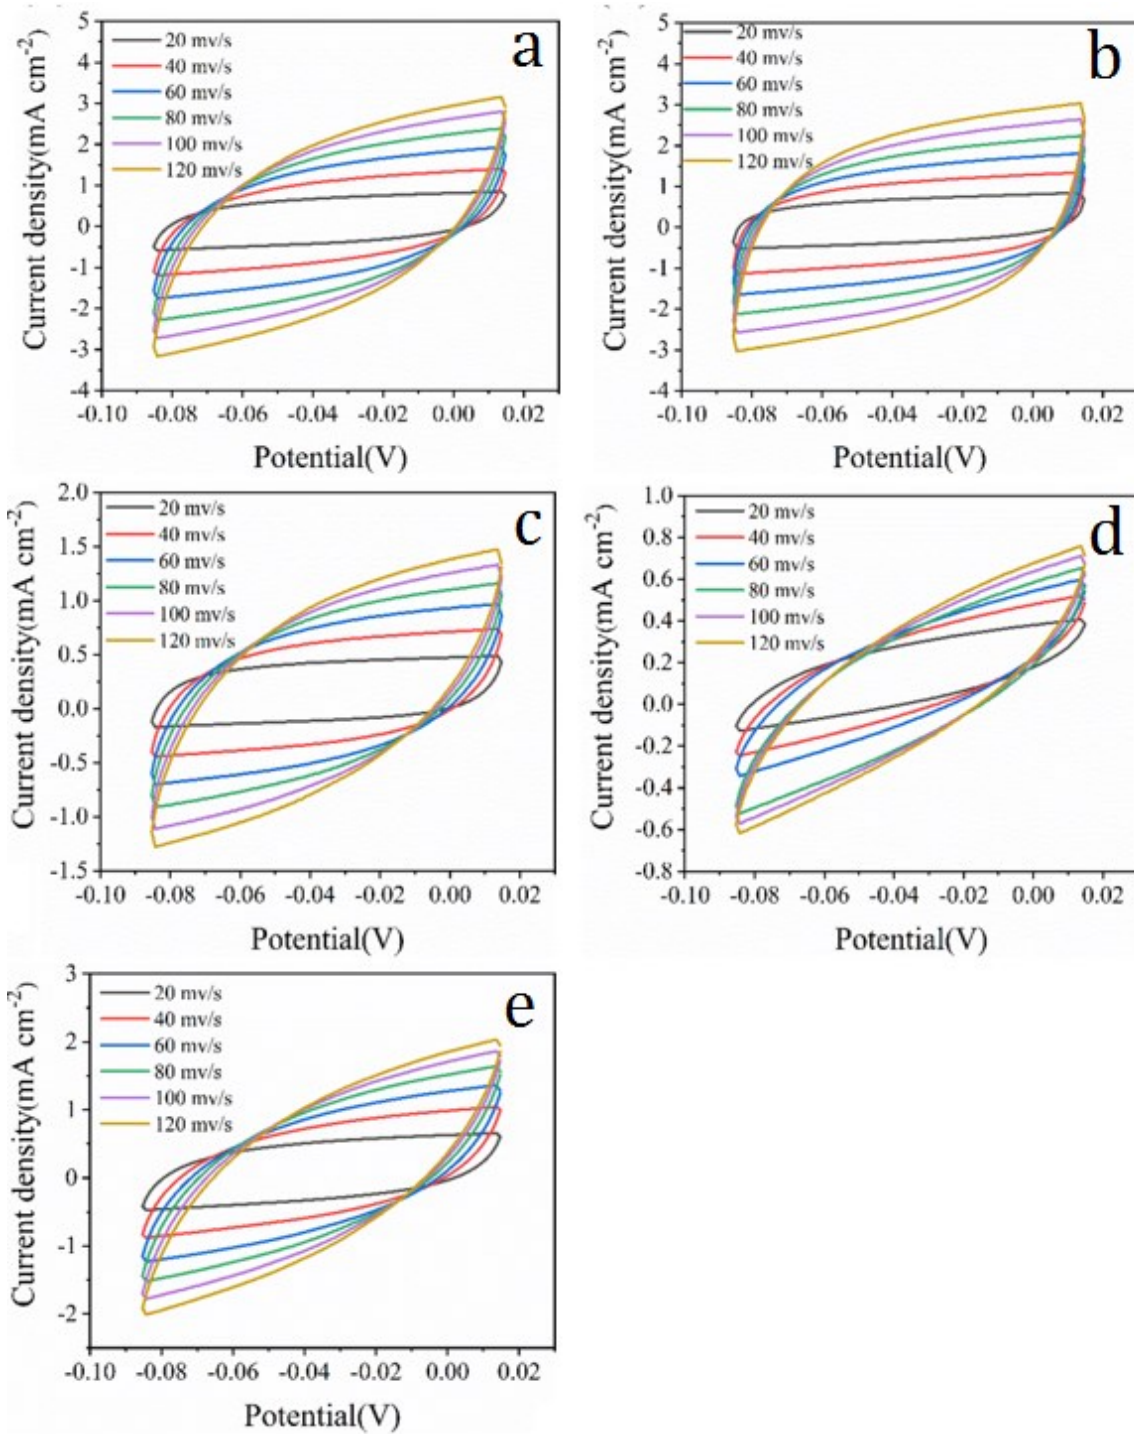 a
20 mv/s
40 mv/s
60 mv/s
80 mv/s
100 mv/s
120 mv/s
5
4
3
2
1
0
-1
-2
-3
-4
Current density(mA cm-2)
-0.10 -0.08 -0.06 -0.04 -0.02 0.00 0.02
Potential(V)
b
20 mv/s
40 mv/s
60 mv/s
80 mv/s
100 mv/s
120 mv/s
5
4
3
2
1
0
-1
-2
-3
-4
Current density(mA cm-2)
-0.10 -0.08 -0.06 -0.04 -0.02 0.00 0.02
Potential(V)
c
20 mv/s
40 mv/s
60 mv/s
80 mv/s
100 mv/s
120 mv/s
2.0
1.5
1.0
0.5
0.0
-0.5
-1.0
-1.5
Current density(mA cm-2)
-0.10 -0.08 -0.06 -0.04 -0.02 0.00 0.02
Potential(V)
d
20 mv/s
40 mv/s
60 mv/s
80 mv/s
100 mv/s
120 mv/s
1.0
0.8
0.6
0.4
0.2
0.0
-0.2
-0.4
-0.6
-0.8
Current density(mA cm-2)
-0.10 -0.08 -0.06 -0.04 -0.02 0.00 0.02
Potential(V)
e
20 mv/s
40 mv/s
60 mv/s
80 mv/s
100 mv/s
120 mv/s
3
2
1
0
-1
-2
Current density(mA cm-2)
-0.10 -0.08 -0.06 -0.04 -0.02 0.00 0.02
Potential(V)